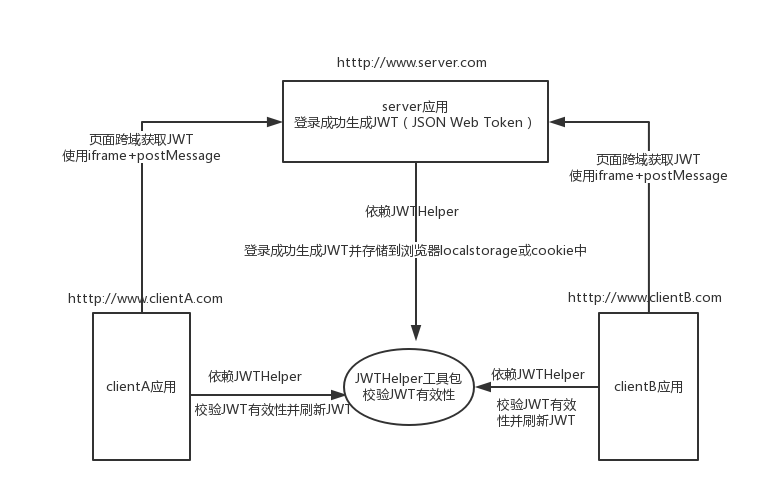 htttp://www.server.com
server应用
登录成功生成JWT（JSON Web Token）
页面跨域获取JWT
使用iframe+postMessage
页面跨域获取JWT
使用iframe+postMessage
依赖JWTHelper
登录成功生成JWT并存储到浏览器localstorage或cookie中
htttp://www.clientA.com
htttp://www.clientB.com
clientA应用
依赖JWTHelper
校验JWT有效性并刷新JWT
JWTHelper工具包
校验JWT有效性
依赖JWTHelper
校验JWT有效
性并刷新JWT
clientB应用